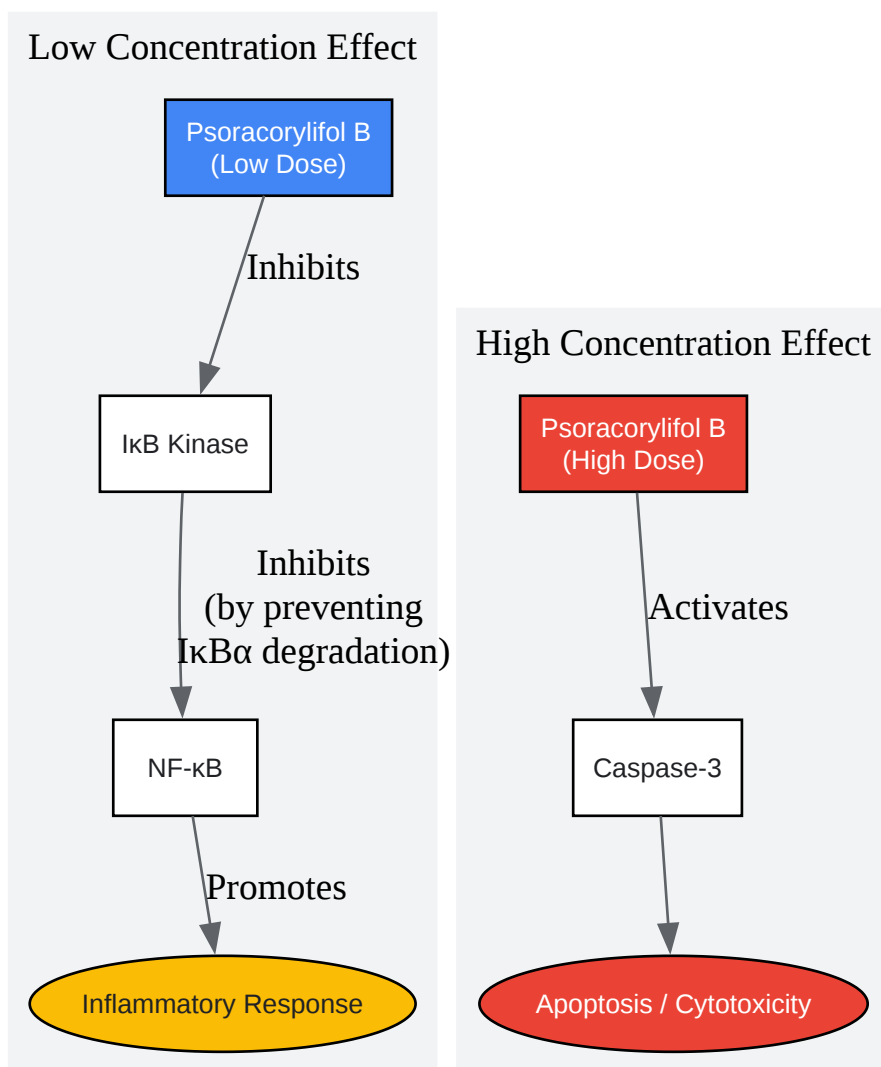 Low Concentration Effect
Psoracorylifol B
(Low Dose)
Inhibits
IκB Kinase
Inhibits
(by preventing
IκBα degradation)
NF-κB
Promotes
Inflammatory Response
High Concentration Effect
Psoracorylifol B
(High Dose)
Activates
Caspase-3
Apoptosis / Cytotoxicity